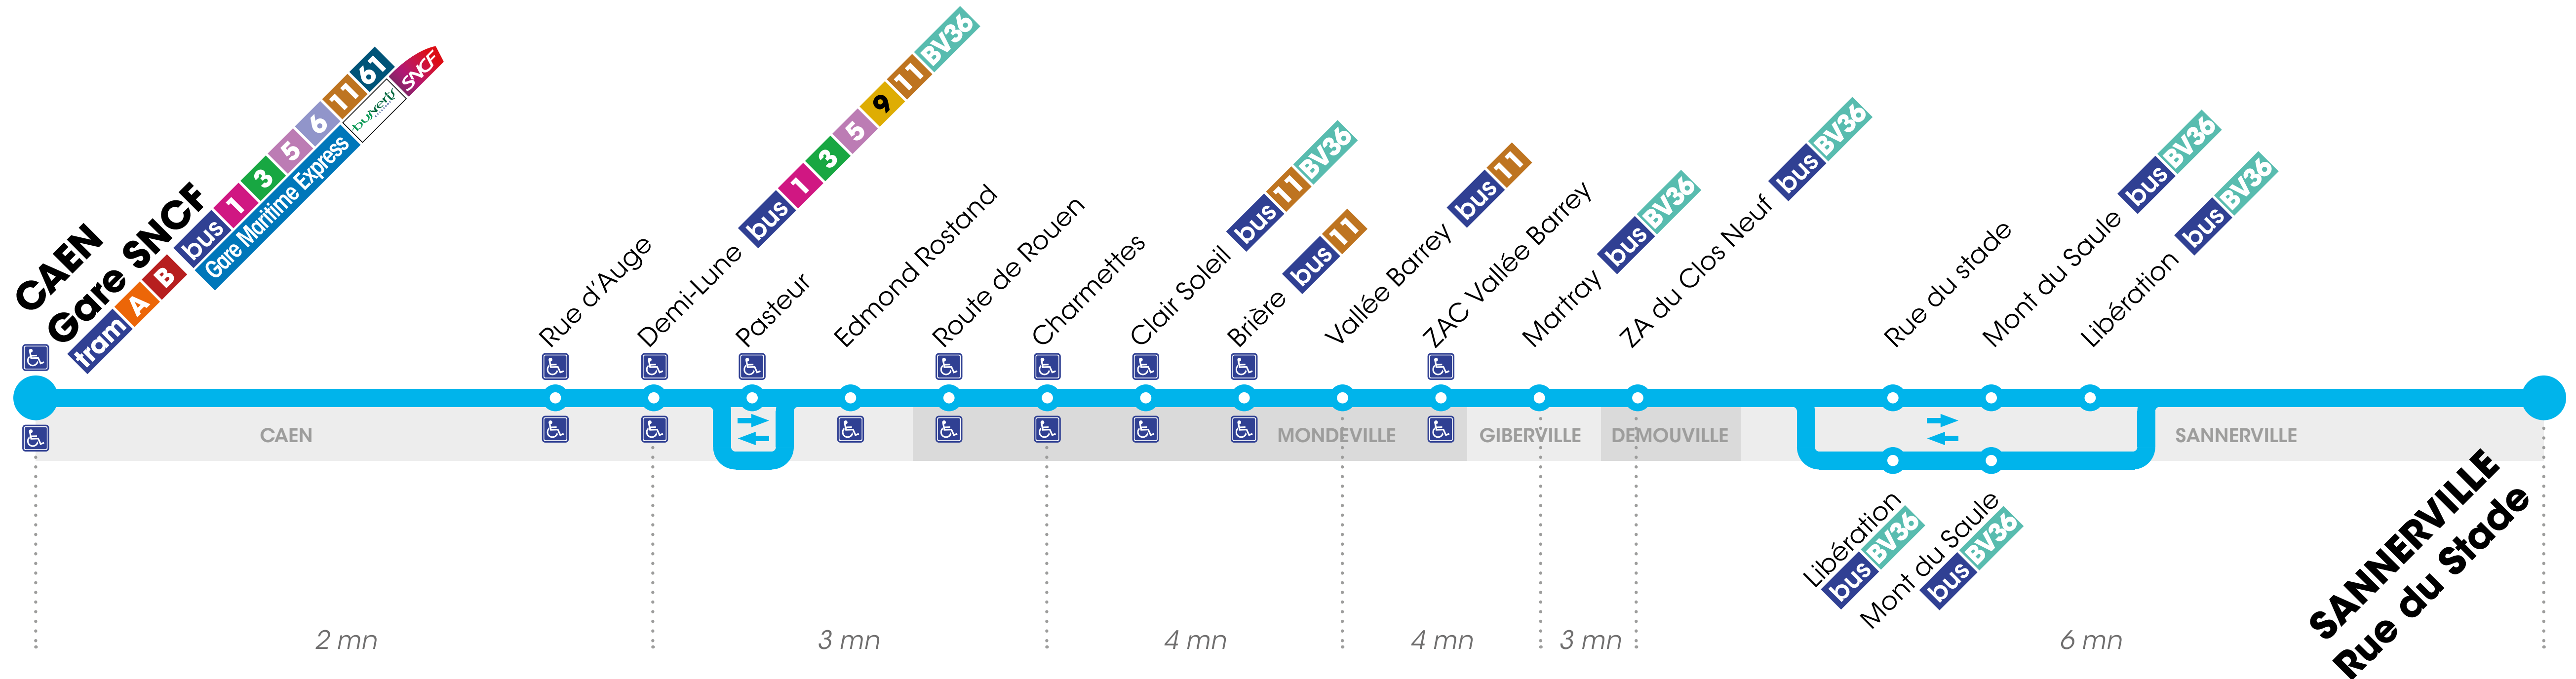 CAEN
Gare SNCF
tram A B bus 1 3 5 6 11 61
Gare Maritime Express bus verts SNCF
Rue d'Auge
Demi-Lune bus 1 3 5 9 11 BV36
Pasteur
Edmond Rostand
Route de Rouen
Charmettes
Clair Soleil bus 11 BV36
Brière bus 11
Vallée Barrey bus 11
ZAC Vallée Barrey
Martray bus BV36
ZA du Clos Neuf bus BV36
Rue du stade
Mont du Saule bus BV36
Libération bus BV36
CAEN
MONDEVILLE
GIBERVILLE
DEMOUVILLE
SANNERVILLE
Libération
bus BV36
Mont du Saule
bus BV36
SANNERVILLE
Rue du Stade
2 mn
3 mn
4 mn
4 mn
3 mn
6 mn